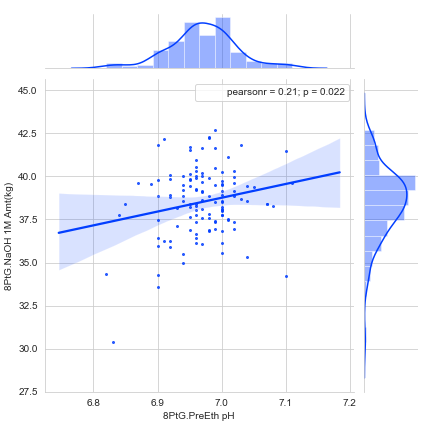 pearsonr = 0.21; p = 0.022
45.0
42.5
40.0
37.5
35.0
32.5
30.0
27.5
8PtG.NaOH 1M Amt(kg)
6.8 6.9 7.0 7.1 7.2
8PtG.PreEth pH